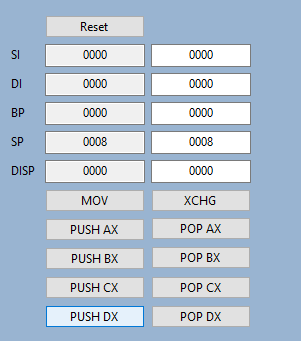 Reset
SI 0000 0000
DI 0000 0000
BP 0000 0000
SP 0008 0008
DISP 0000 0000
MOV XCHG
PUSH AX POP AX
PUSH BX POP BX
PUSH CX POP CX
PUSH DX POP DX